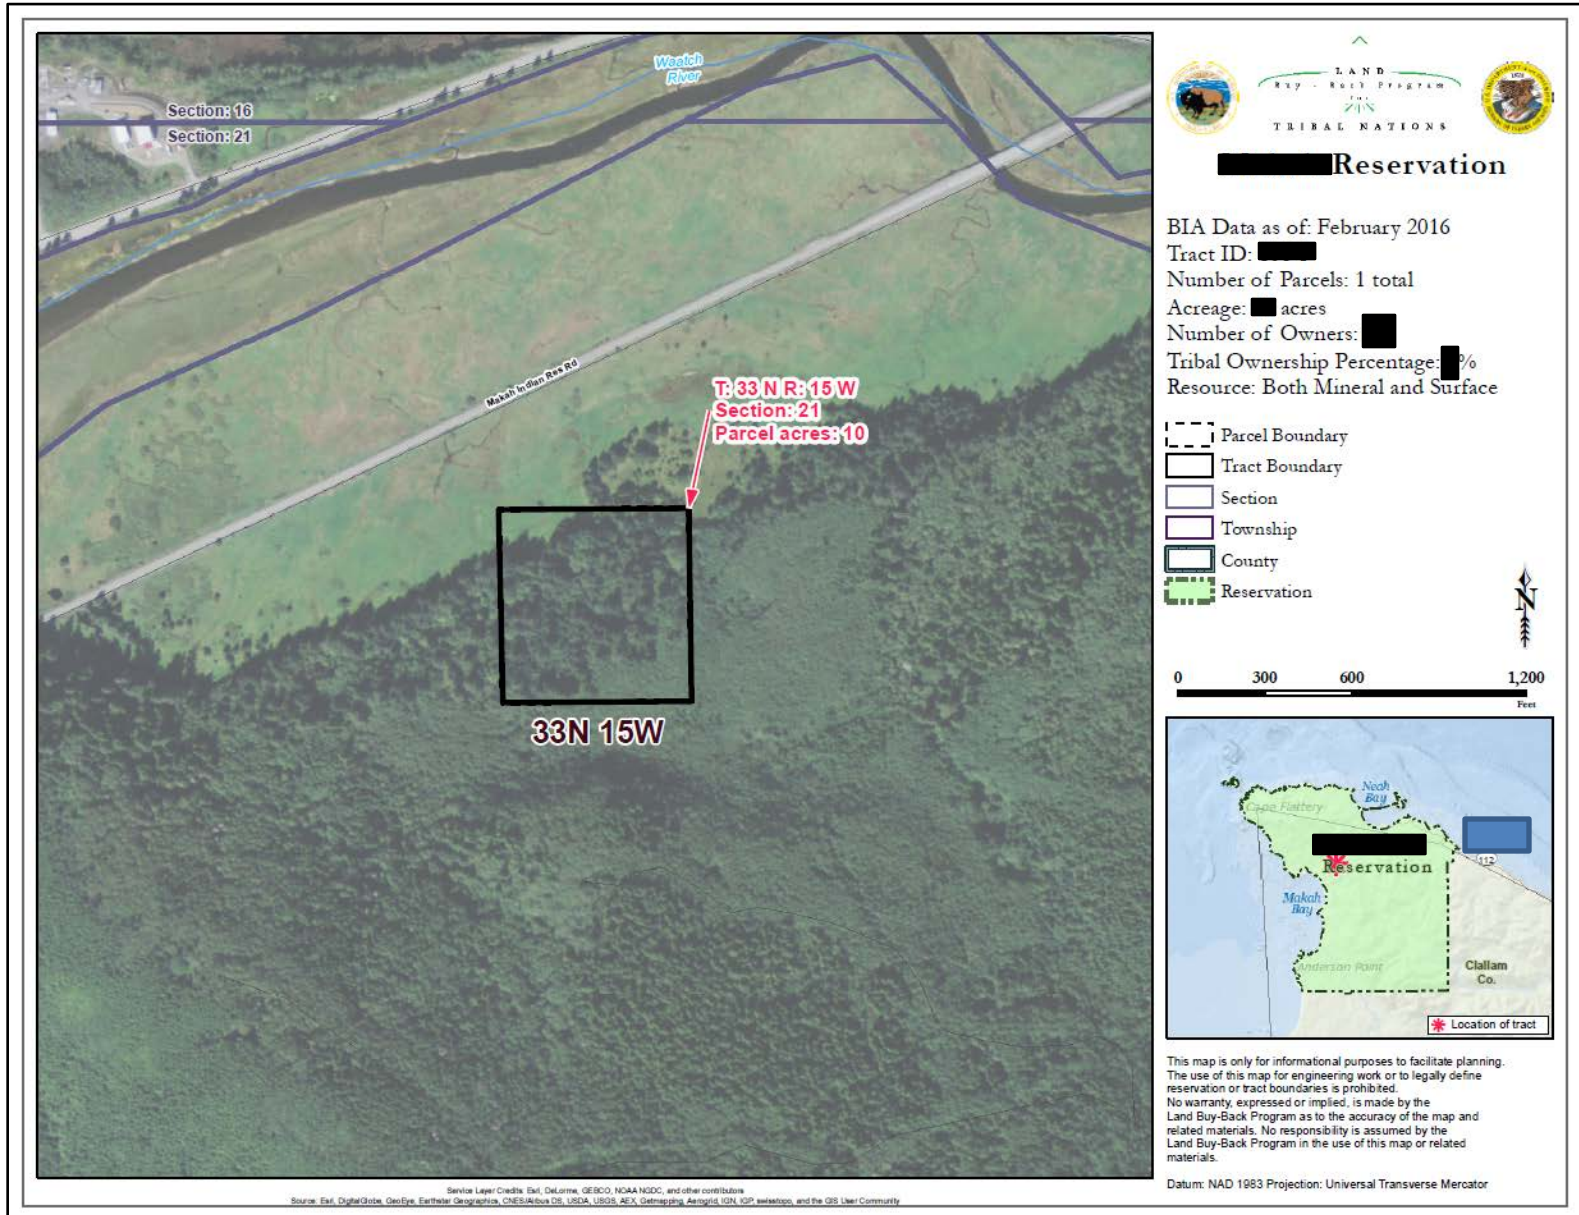 Waatch
River
Section: 16
Section: 21
Makah Indian Res Rd
T: 33 N R: 15 W
Section: 21
Parcel acres: 10
33N 15W
Service Layer Credits: Esri, DeLorme, GEBCO, NOAA NGDC, and other contributors
Source: Esri, DigitalGlobe, GeoEye, Earthstar Geographics, CNES/Airbus DS, USDA, USGS, AEX, Getmapping, Aerogrid, IGN, IGP, swisstopo, and the GIS User Community
LAND
Buy - Back Program
for
TRIBAL NATIONS
Reservation
BIA Data as of: February 2016
Tract ID:
Number of Parcels: 1 total
Acreage: acres
Number of Owners:
Tribal Ownership Percentage: %
Resource: Both Mineral and Surface
Parcel Boundary
Tract Boundary
Section
Township
County
Reservation
N
0 300 600 1,200
Feet
Neah
Bay
Cape Flattery
112
Reservation
Makah
Bay
Anderson Point
Clallam
Co.
Location of tract
This map is only for informational purposes to facilitate planning.
The use of this map for engineering work or to legally define
reservation or tract boundaries is prohibited.
No warranty, expressed or implied, is made by the
Land Buy-Back Program as to the accuracy of the map and
related materials. No responsibility is assumed by the
Land Buy-Back Program in the use of this map or related
materials.
Datum: NAD 1983 Projection: Universal Transverse Mercator